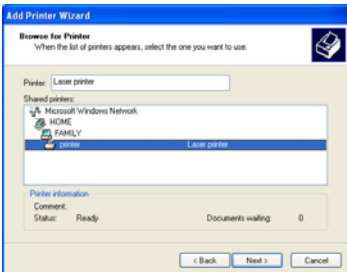 Add Printer Wizard
Browse for Printer
When the list of printers appears, select the one you want to use.
Printer: Laser printer
Shared printers:
Microsoft Windows Network
HOME
FAMILY
printer Laser printer
Printer information
Comment:
Status: Ready Documents waiting: 0
< Back Next > Cancel